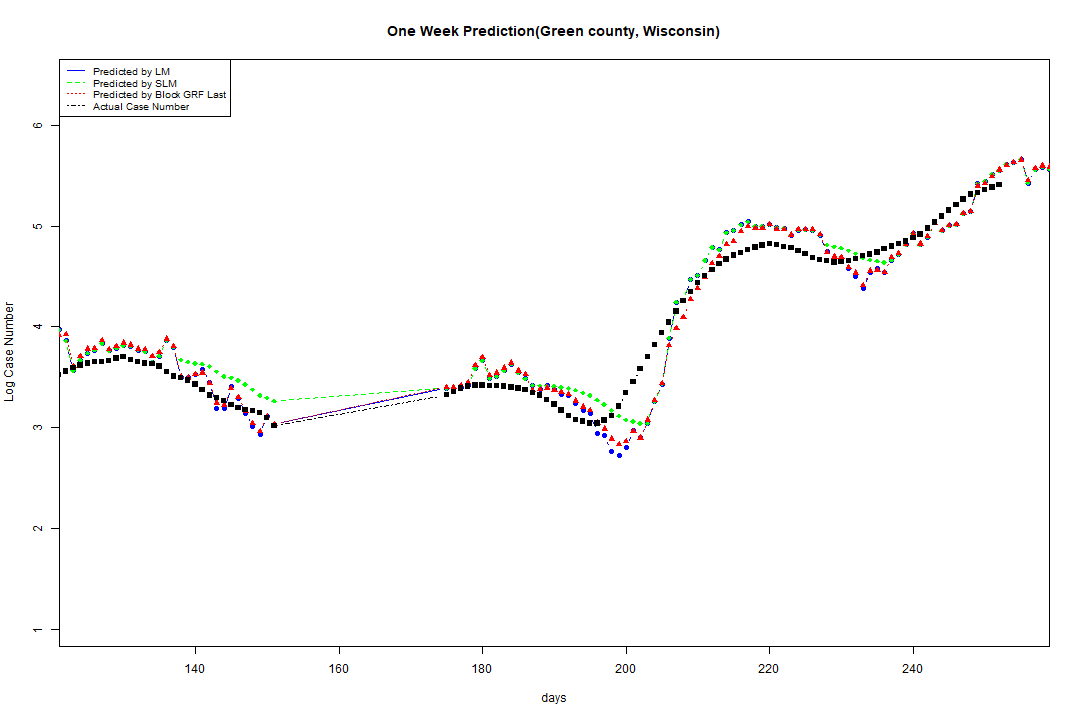 One Week Prediction(Green county, Wisconsin)
Predicted by LM
Predicted by SLM
Predicted by Block GRF Last
Actual Case Number
Log Case Number
6
5
4
3
2
1
140 160 180 200 220 240
days